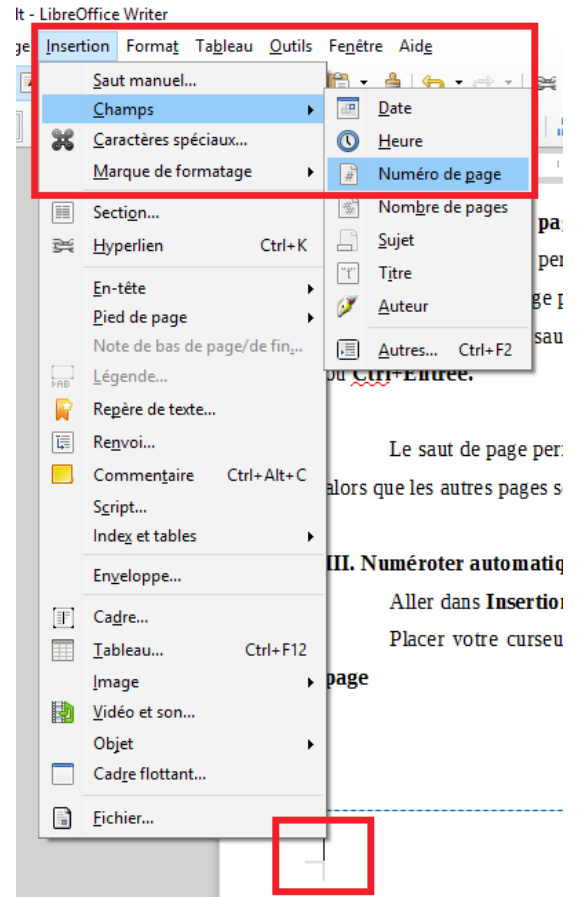 lt - LibreOffice Writer
ge Insertion Format Tableau Outils Fenêtre Aide
Saut manuel...
Champs
Caractères spéciaux...
Marque de formatage
Section...
Hyperlien Ctrl+K
En-tête
Pied de page
Note de bas de page/de fin...
Légende...
Repère de texte...
Renvoi...
Commentaire Ctrl+Alt+C
Script...
Index et tables
Enveloppe...
Cadre...
Tableau... Ctrl+F12
Image
Vidéo et son...
Objet
Cadre flottant...
Fichier...
Date
Heure
Numéro de page
Nombre de pages
Sujet
Titre
Auteur
Autres... Ctrl+F2
pa
per
ge p
sau
ou Ctrl+Entrée.
Le saut de page per
alors que les autres pages s
III. Numéroter automatiq
Aller dans Insertion
Placer votre curseu
page